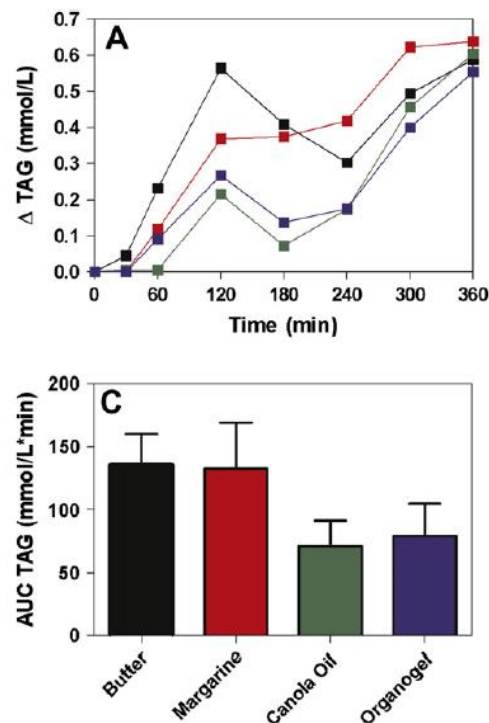 A
Δ TAG (mmol/L)
0.7
0.6
0.5
0.4
0.3
0.2
0.1
0.0
0 60 120 180 240 300 360
Time (min)
C
AUC TAG (mmol/L*min)
200
150
100
50
0
Butter
Margarine
Canola Oil
Organogel